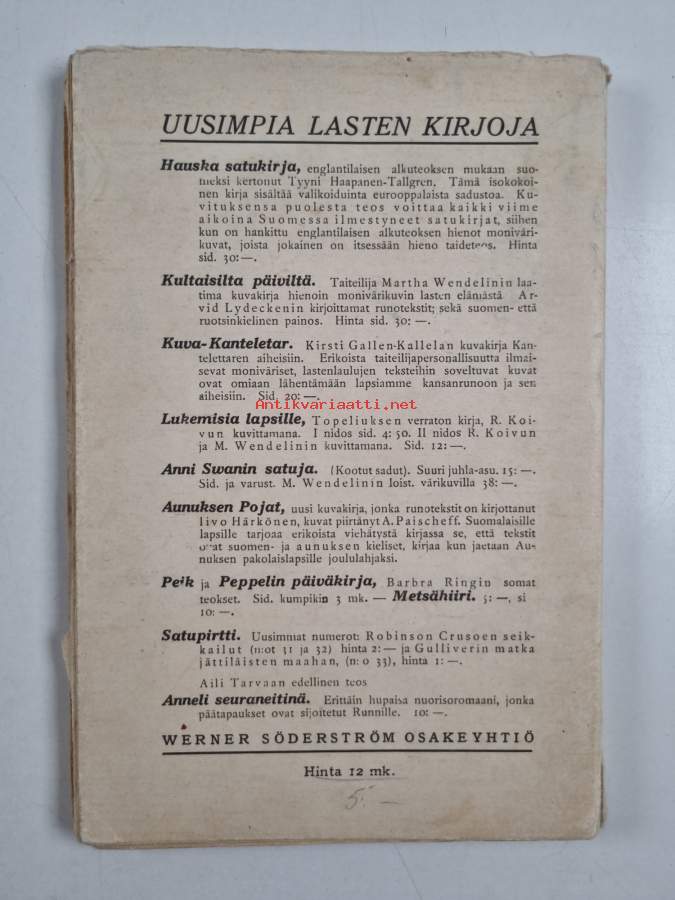 UUSIMPIA LASTEN KIRJOJA
Hauska satukirja, englantilaisen alkuteoksen mukaan suo-
meksi kertonut Tyyni Haapanen-Tallgren. Tämä isokokoi-
nen kirja sisältää valikoiduinta eurooppalaista sadustoa. Ku-
vituksensa puolesta teos voittaa kaikki viime
aikoina Suomessa ilmestyneet satukirjat, siihen
kun on hankittu englantilaisen alkuteoksen hienot moniväri-
kuvat, joista jokainen on itsessään hieno taideteos. Hinta
sid. 30: —.
Kultaisilta päiviltä. Taiteilija Martha Wendelinin laa-
tima kuvakirja hienoin monivärikuvin lasten elämästä. Ar-
vid Lydeckenin kirjoittamat runotekstit; sekä suomen- että
ruotsinkielinen painos. Hinta sid. 30: —.
Kuva-Kanteletar. Kirsti Gallen-Kallelan kuvakirja Kan-
telettaren aiheisiin. Erikoista taiteilijapersonallisuutta ilmai-
sevat moniväriset, lastenlaulujen teksteihin soveltuvat kuvat
ovat omiaan lähentämään lapsiamme kansanrunoon ja sen
aiheisiin. Sid. 20: —.
Antikvariaatti.net
Lukemisia lapsille, Topeliuksen verraton kirja, R. Koi-
vun kuvittamana. I nidos sid. 4: 50. II nidos R. Koivun
ja M. Wendelinin kuvittamana. Sid. 12: —.
Anni Swanin satuja. (Kootut sadut). Suuri juhla-asu. 15: —.
Sid. ja varust. M. Wendelinin loist. värikuvilla 38: —.
Aunuksen Pojat, uusi kuvakirja, jonka runotekstit on kirjottanut
Iivo Härkönen, kuvat piirtänyt A. Paischeff. Suomalaisille
lapsille tarjoaa erikoista viehätystä kirjassa se, että tekstit
ovat suomen- ja aunuksen kieliset, kirjaa kun jaetaan Au-
nuksen pakolaislapsille joululahjaksi.
Peik ja Peppelin päiväkirja, Barbra Ringin somat
teokset. Sid. kumpikin 3 mk. — Metsähiiri. 5: —, si
10: —.
Satupirtti. Uusimmat numerot: Robinson Crusoen seik-
kailut (n:ot 31 ja 32) hinta 2: — ja Gulliverin matka
jättiläisten maahan, (n:o 33), hinta 1: —.
Aili Tarvaan edellinen teos
Anneli seuraneitinä. Erittäin hupaisa nuorisoromaani, jonka
päätapaukset ovat sijoitetut Runnille. 10: —.
WERNER SÖDERSTRÖM OSAKEYHTIÖ
Hinta 12 mk.
5: —